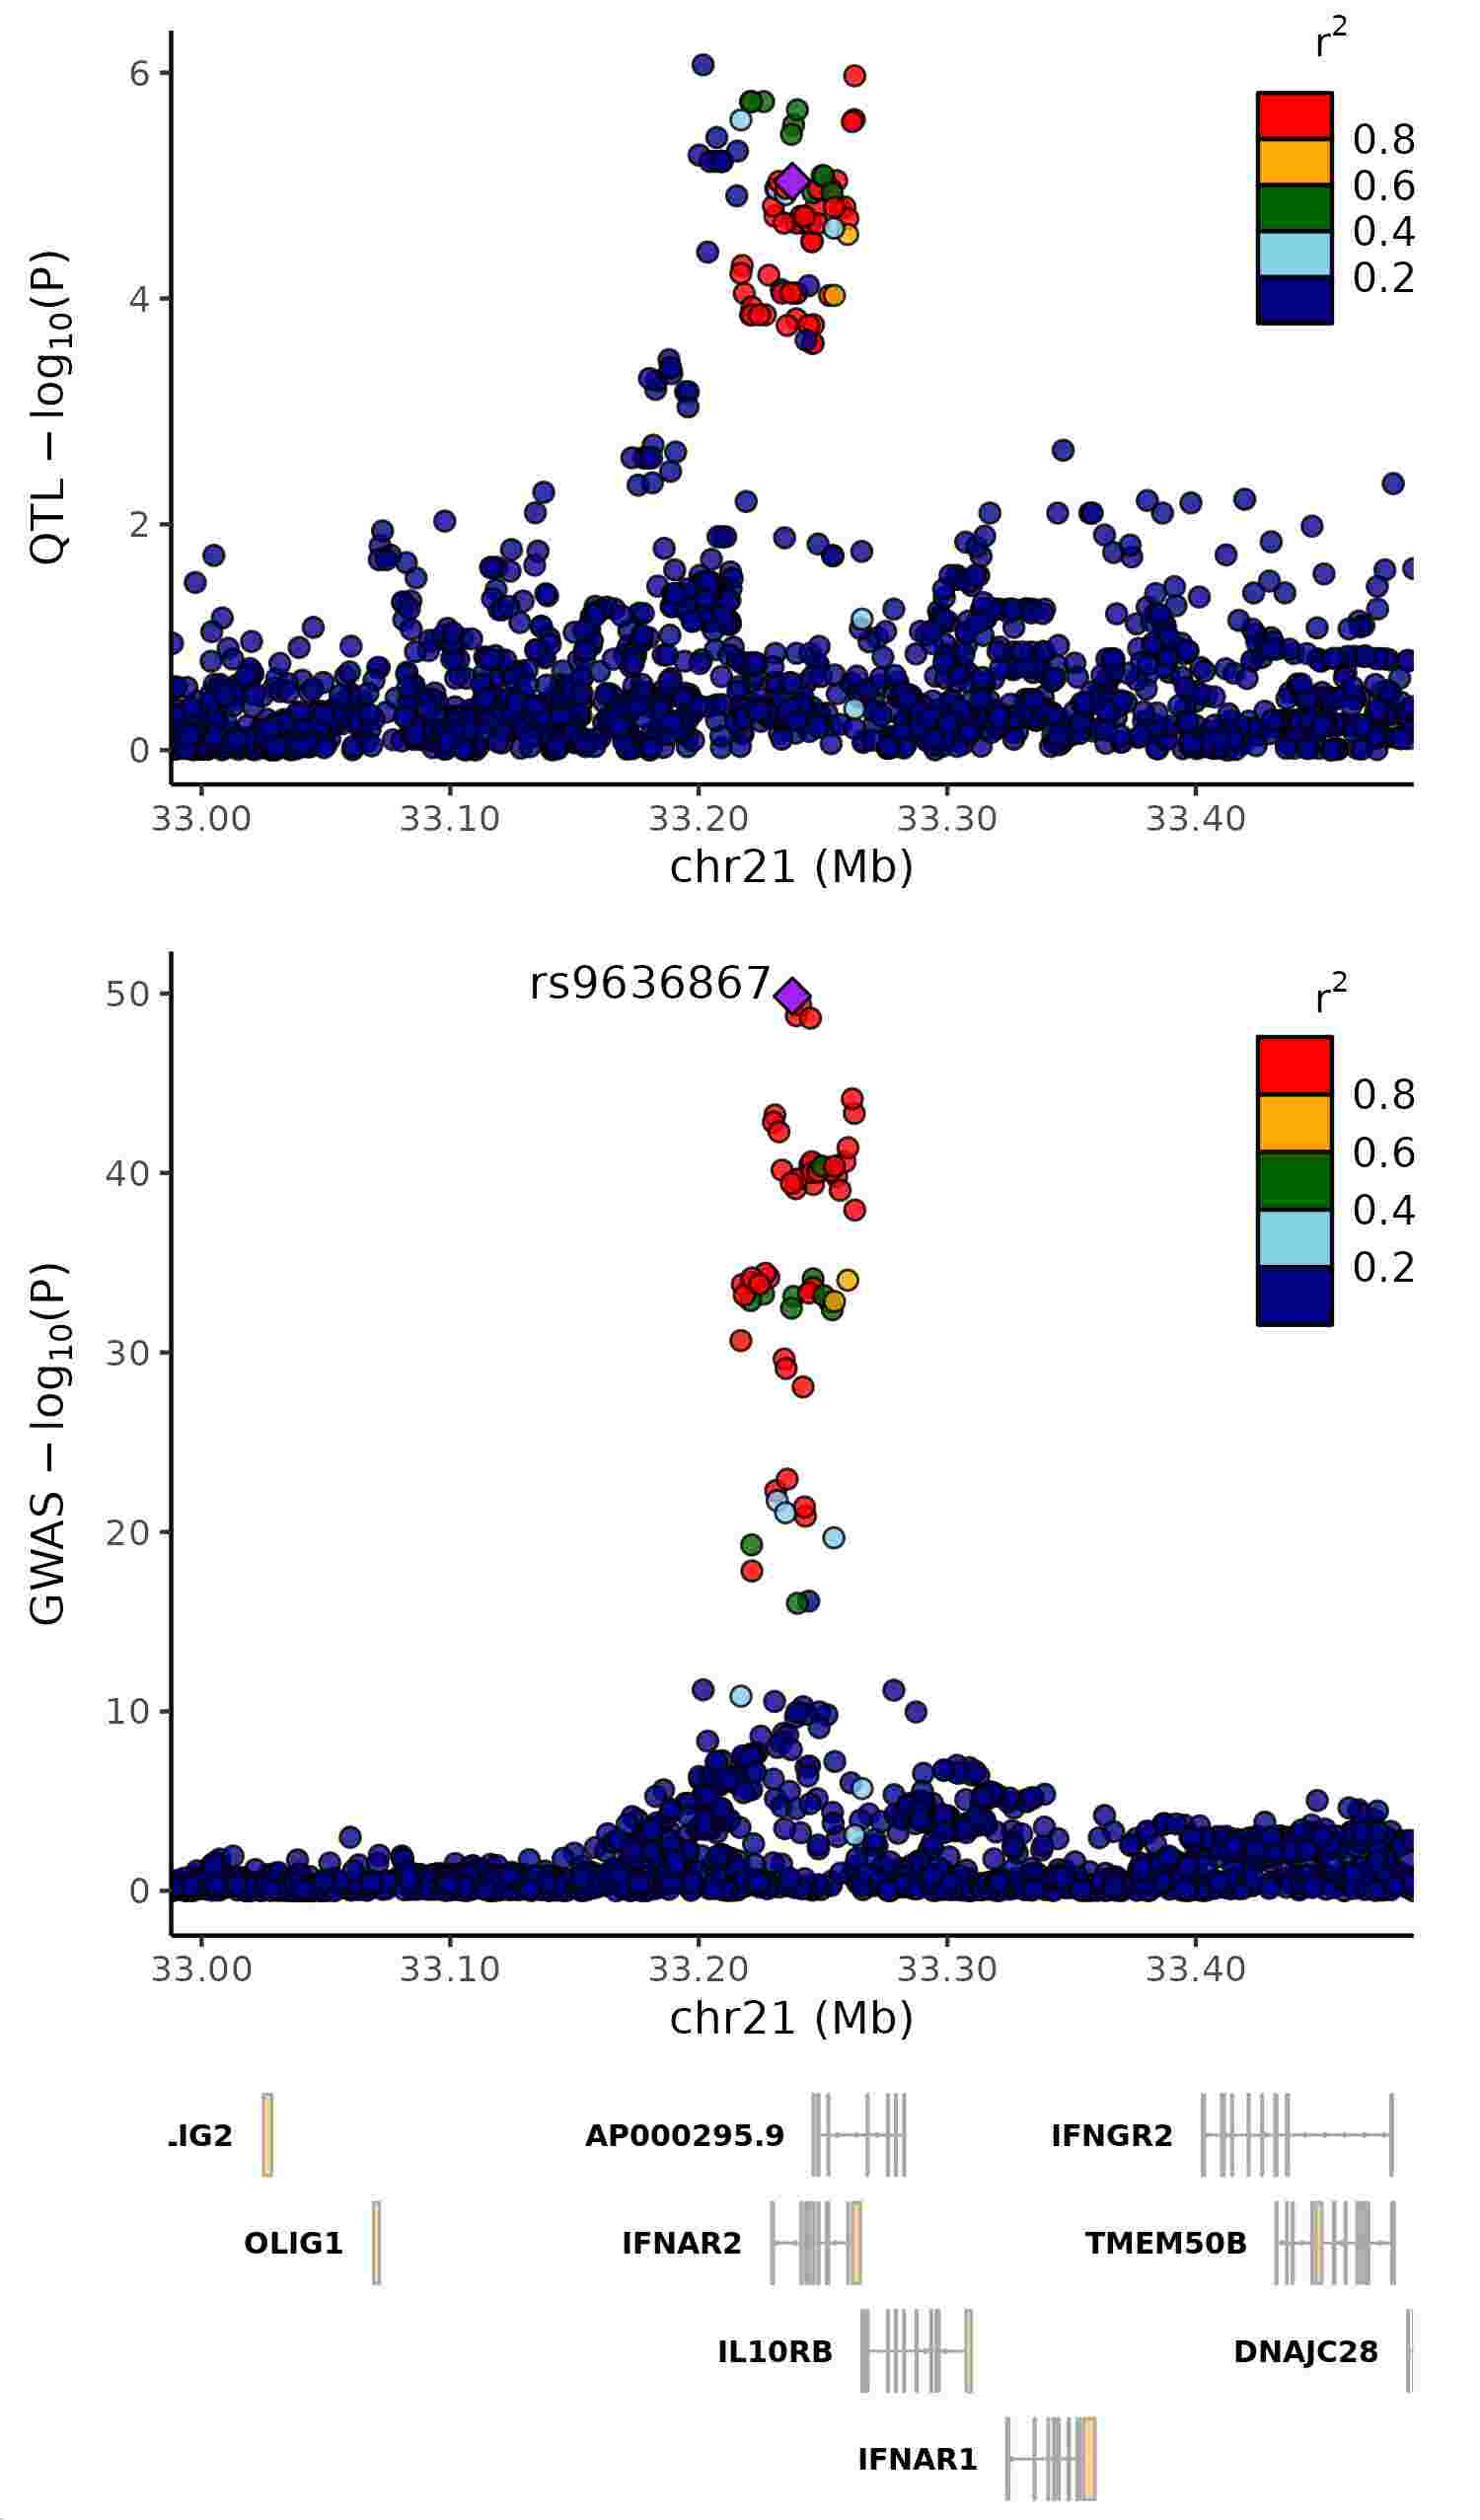 r2
6
4
2
0
QTL −log10(P)
0.8
0.6
0.4
0.2
33.00 33.10 33.20 33.30 33.40
chr21 (Mb)
rs9636867
r2
50
40
30
20
10
0
GWAS −log10(P)
0.8
0.6
0.4
0.2
33.00 33.10 33.20 33.30 33.40
chr21 (Mb)
.IG2 AP000295.9 IFNGR2
OLIG1 IFNAR2 TMEM50B
IL10RB DNAJC28
IFNAR1